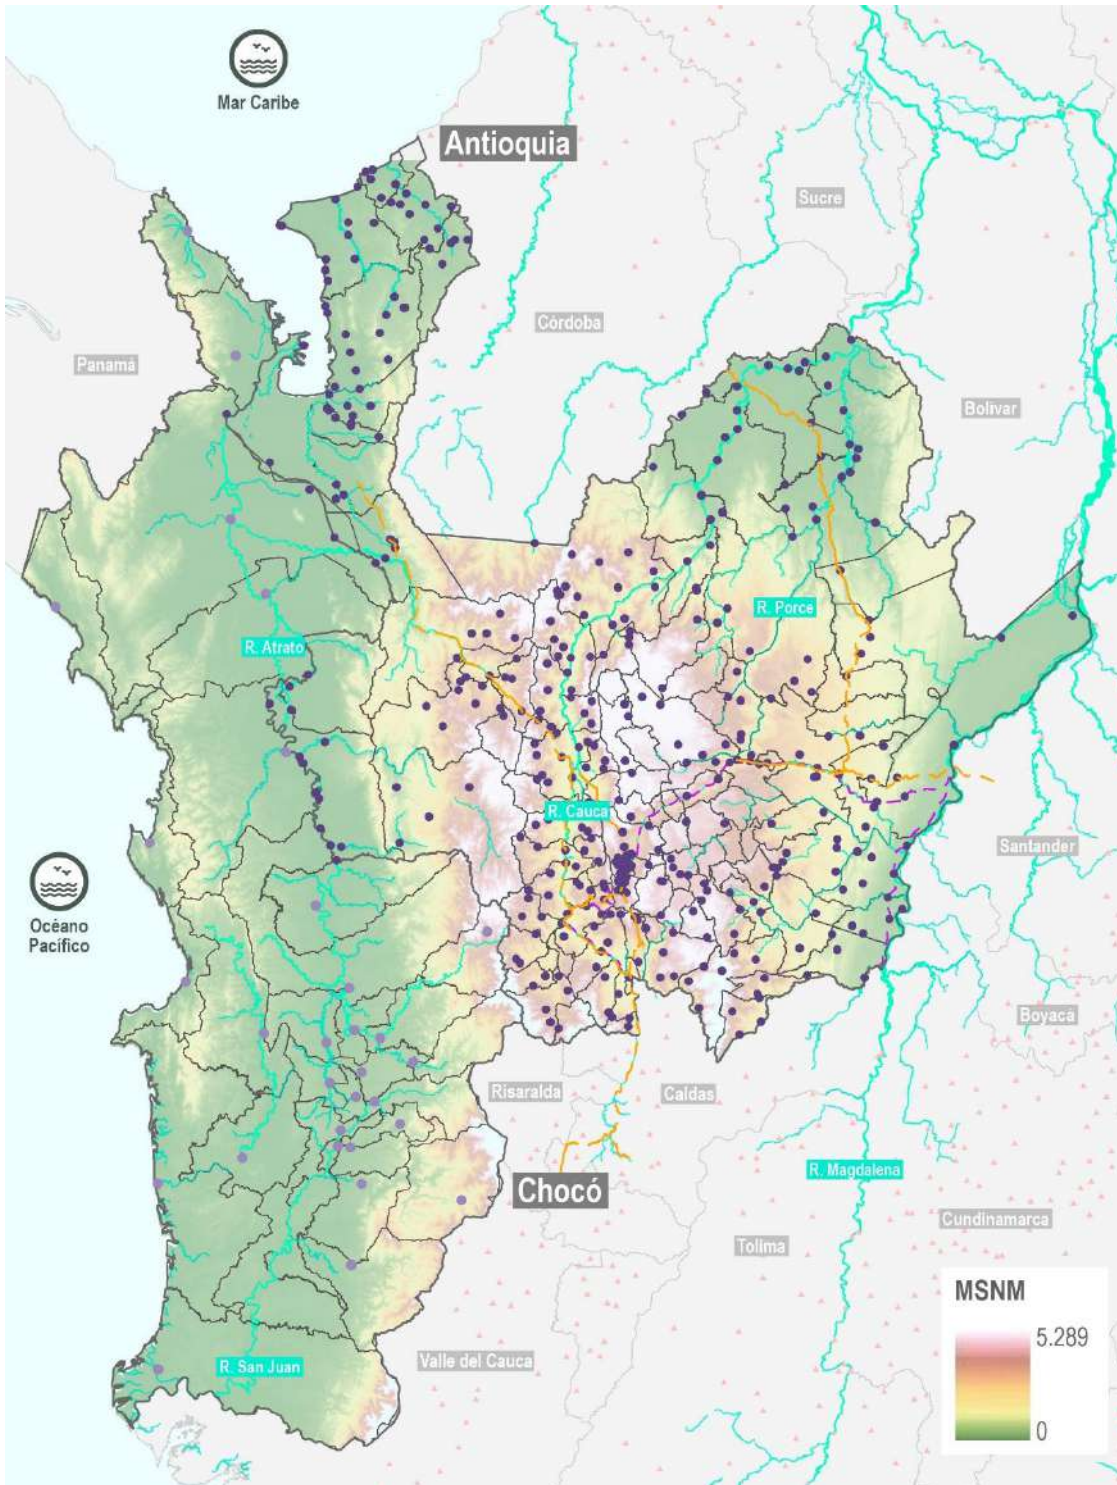 Mar Caribe
Antioquia
Sucre
Córdoba
Panamá
Bolivar
R. Porce
R. Atrato
R. Cauca
Santander
Océano
Pacífico
Boyacá
Risaralda
Caldas
R. Magdalena
Chocó
Cundinamarca
Tolima
MSNM
5.289
Valle del Cauca
R. San Juan
0